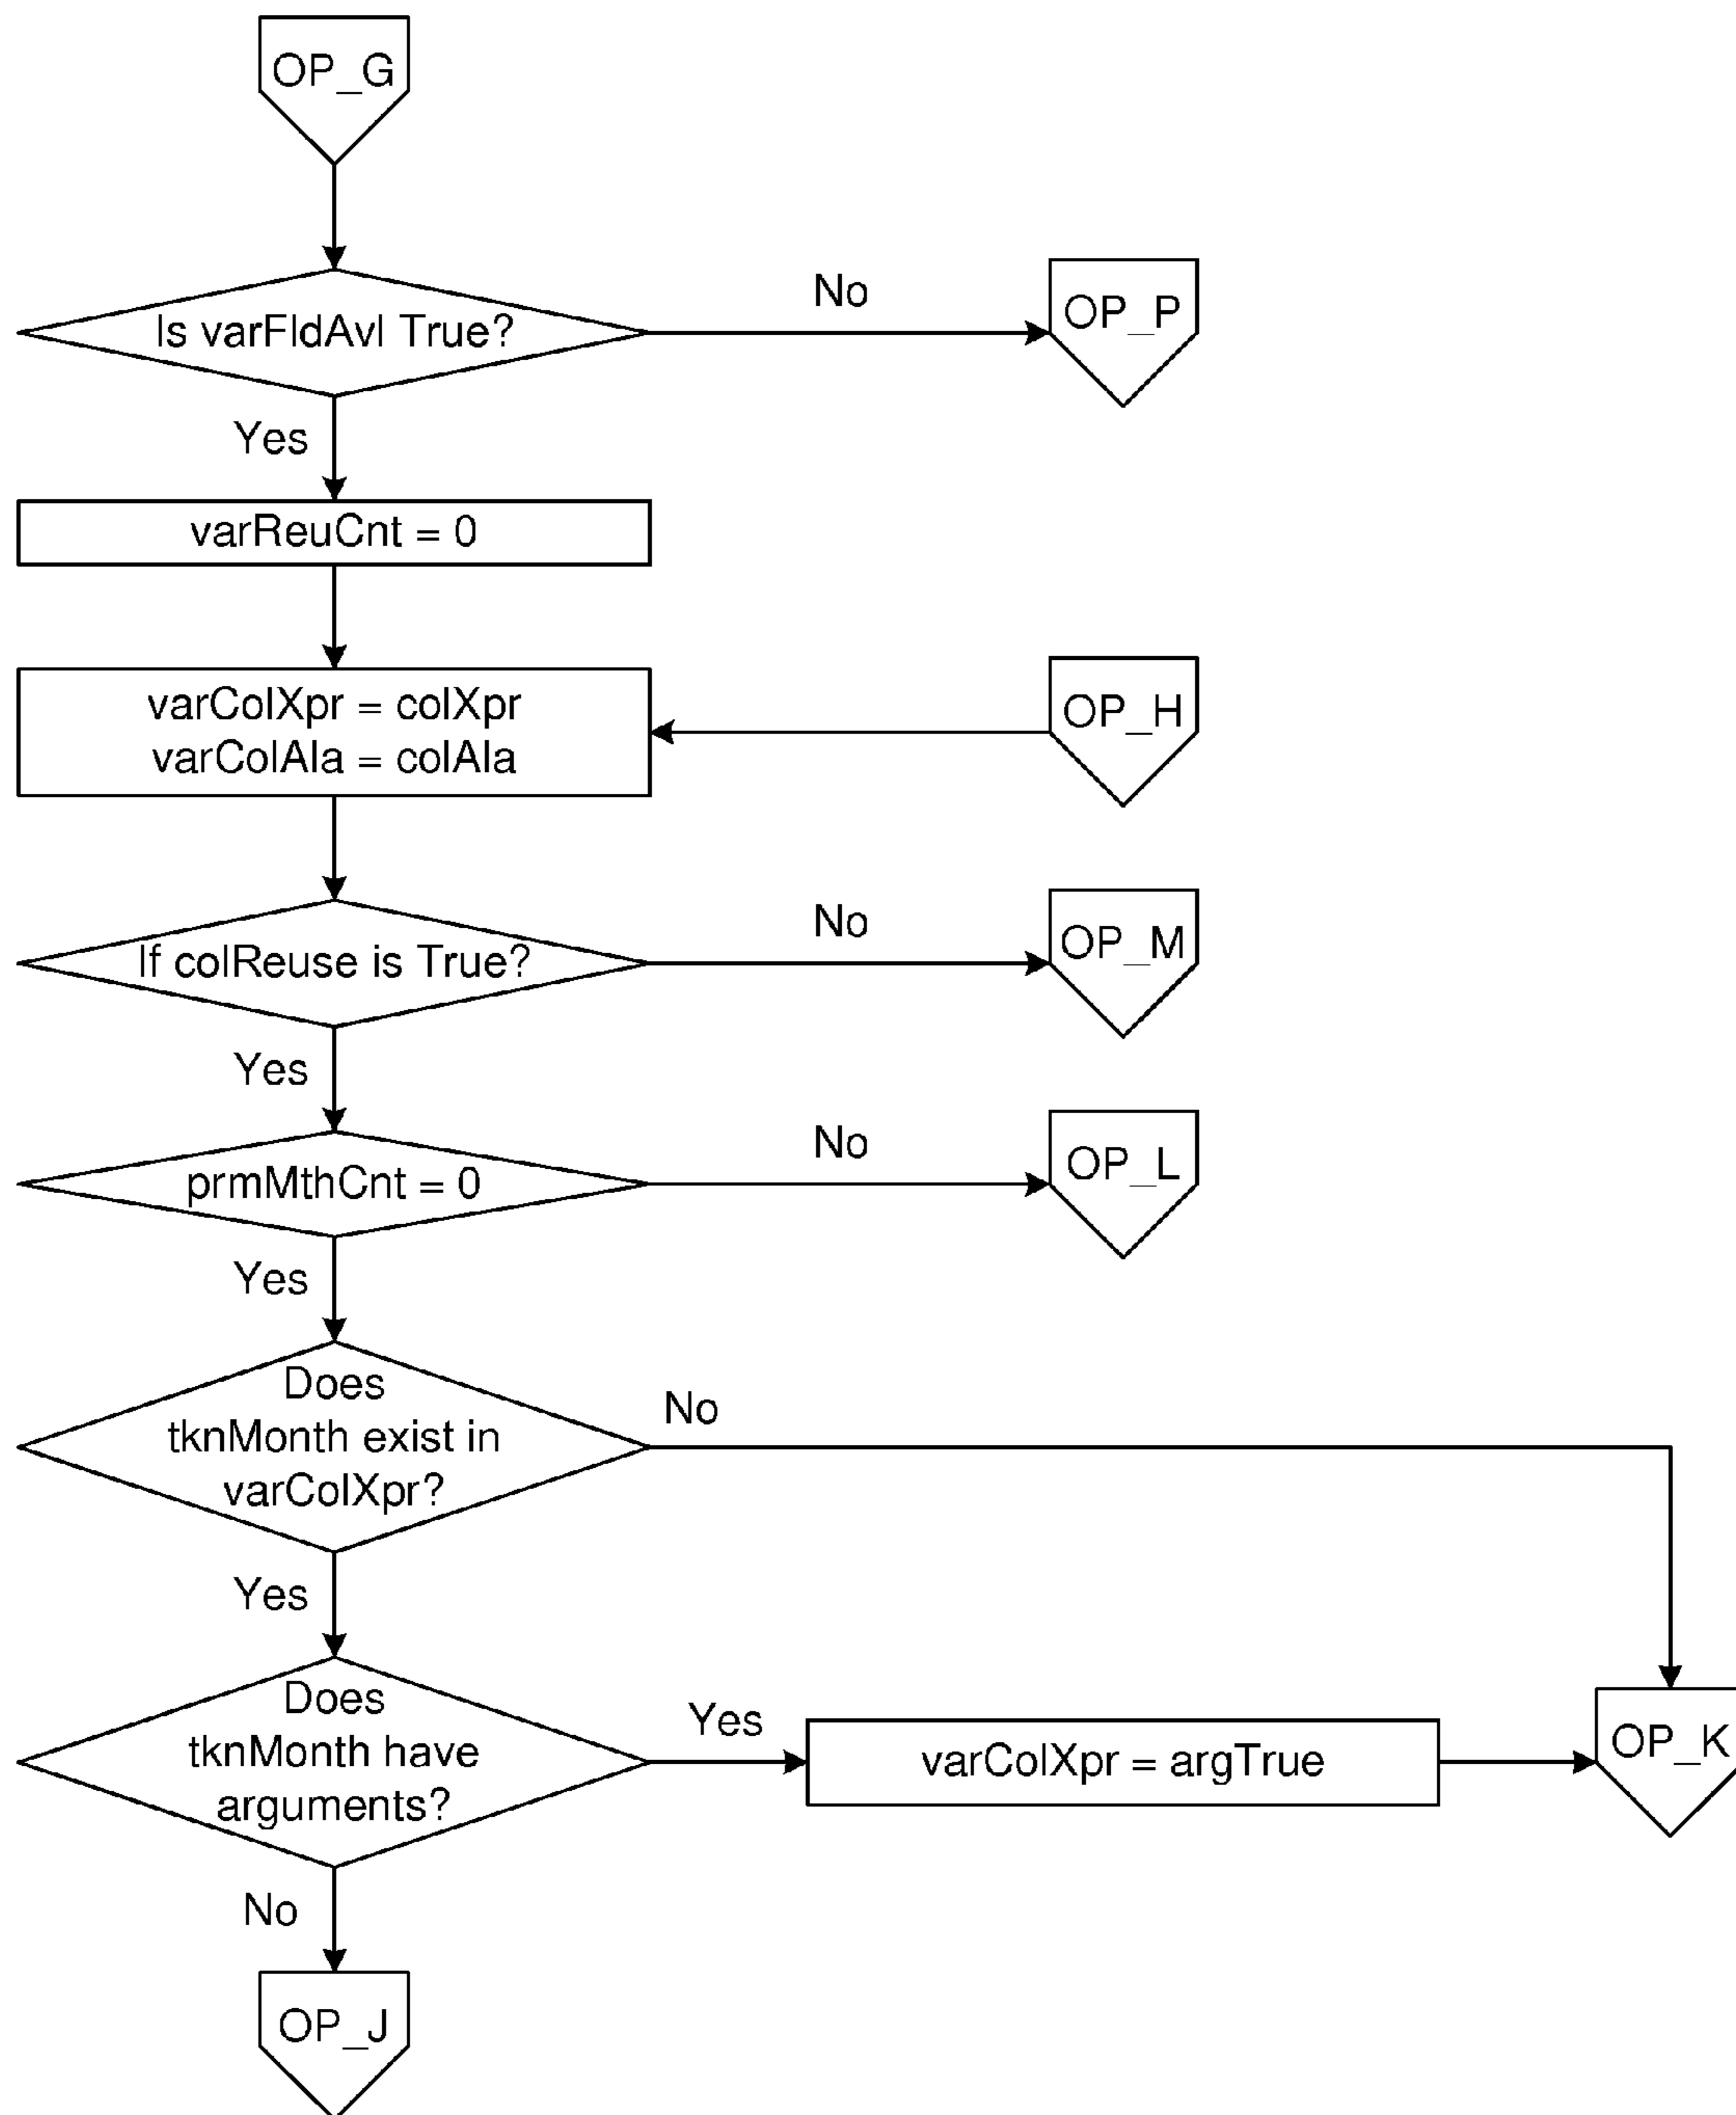 OP_G
Is varFldAvl True?
No
OP_P
Yes
varReuCnt = 0
varColXpr = colXpr
varColAla = colAla
OP_H
If colReuse is True?
No
OP_M
Yes
prmMthCnt = 0
No
OP_L
Yes
Does
tknMonth exist in
varColXpr?
No
Yes
Does
tknMonth have
arguments?
Yes
varColXpr = argTrue
OP_K
No
OP_J